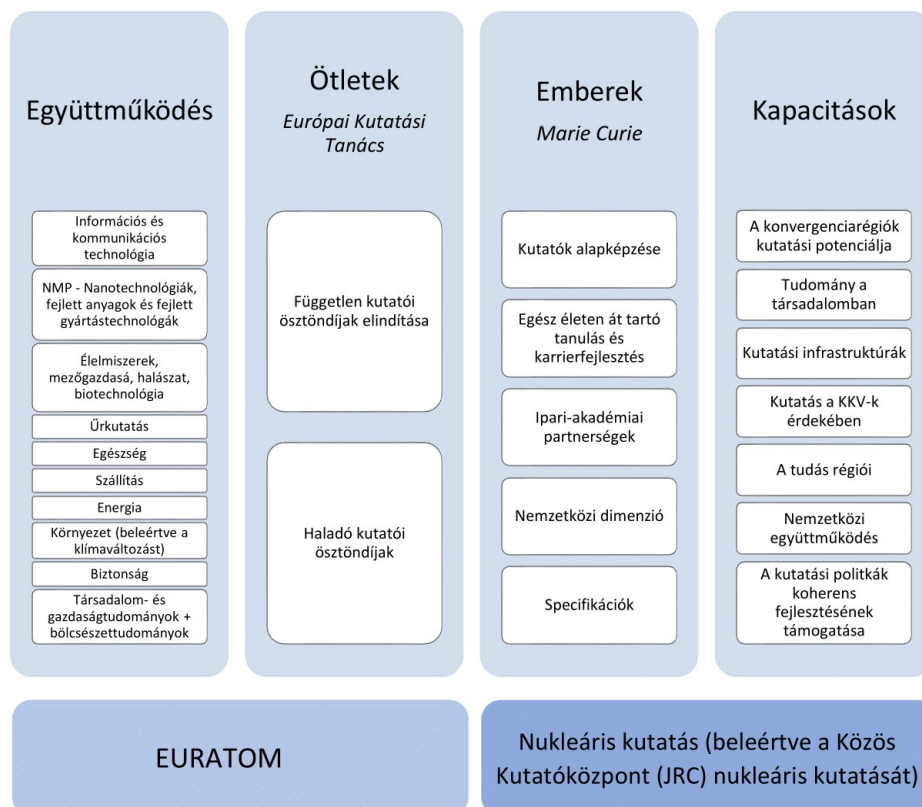 Együttműködés
Információs és
kommunikációs
technológia
NMP - Nanotechnológiák,
fejlett anyagok és fejlett
gyártástechnológák
Élelmiszerek,
mezőgazdasá, halászat,
biotechnológia
Űrkutatás
Egészség
Szállítás
Energia
Környezet (beleértve a
klímaváltozást)
Biztonság
Társadalom- és
gazdaságtudományok +
bölcsészettudományok
Ötletek
Európai Kutatási
Tanács
Független kutatói
ösztöndíjak elindítása
Haladó kutatói
ösztöndíjak
Emberek
Marie Curie
Kutatók alapképzése
Egész életen át tartó
tanulás és
karrierfejlesztés
Ipari-akadémiai
partnerségek
Nemzetközi dimenzió
Specifikációk
Kapacitások
A konvergenciarégiók
kutatási potenciálja
Tudomány a
társadalomban
Kutatási infrastruktúrák
Kutatás a KKV-k
érdekében
A tudás régiói
Nemzetközi
együttműködés
A kutatási politkák
koherens
fejlesztésének
támogatása
EURATOM
Nukleáris kutatás (beleértve a Közös
Kutatóközpont (JRC) nukleáris kutatását)